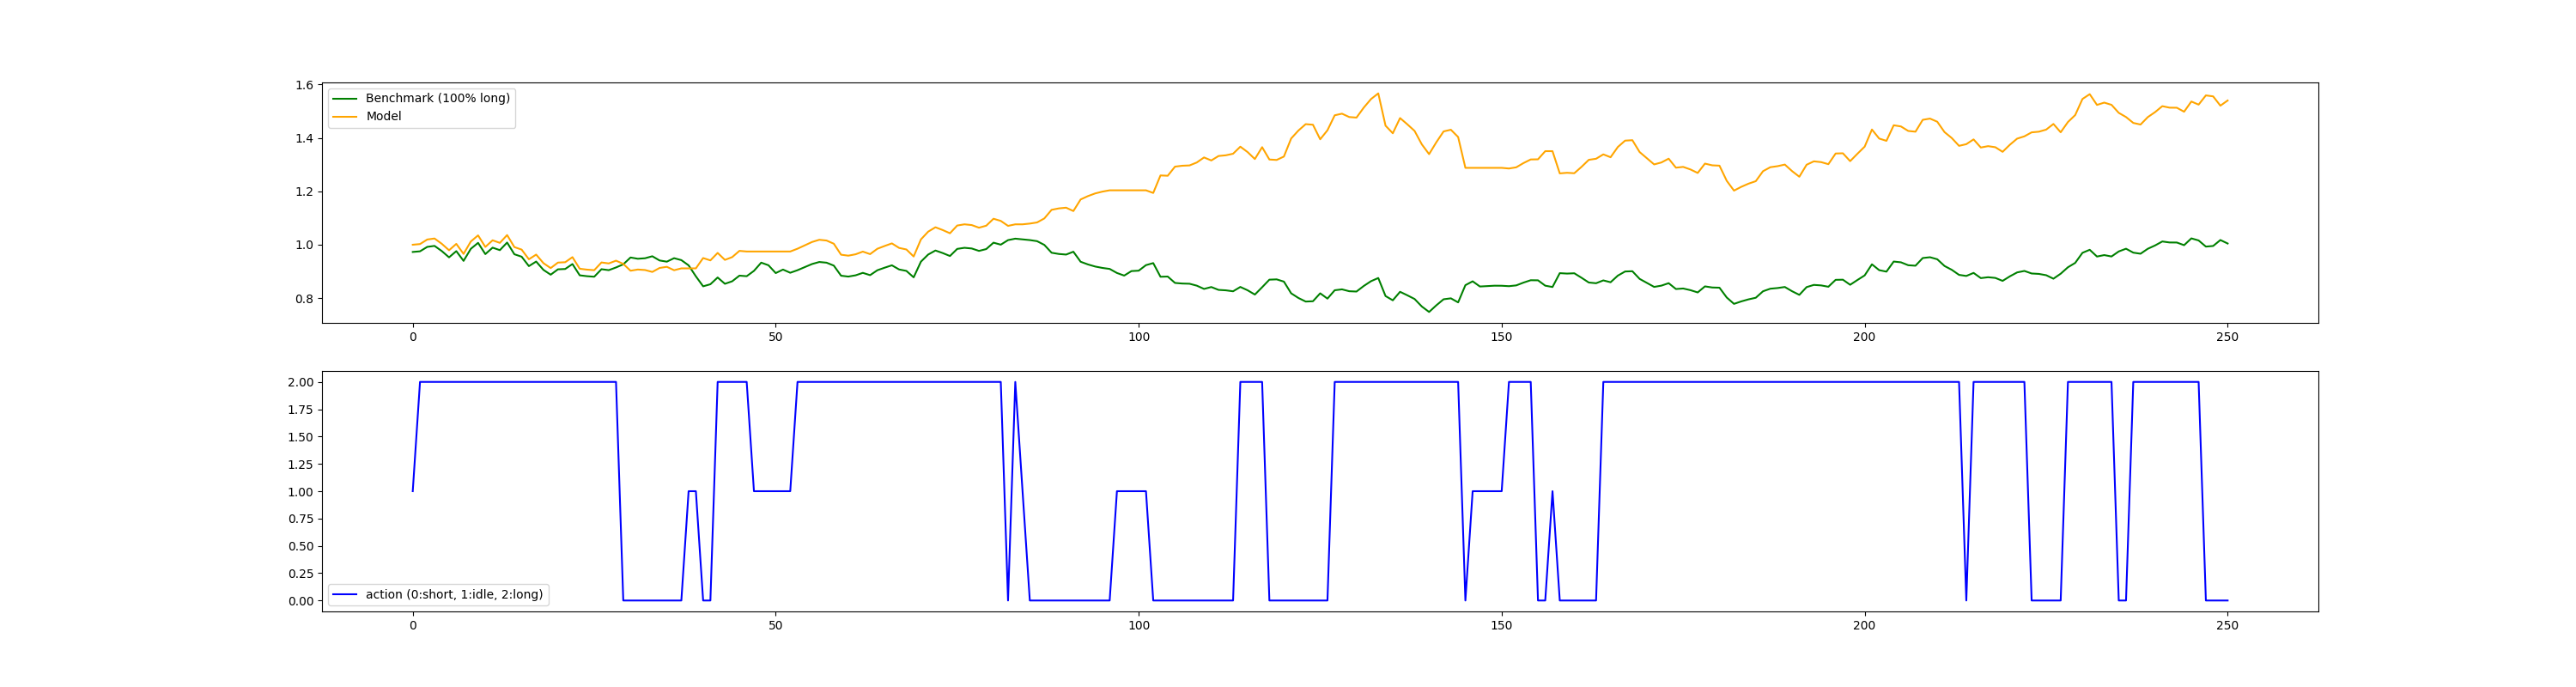 1.6
1.4
1.2
1.0
0.8
Benchmark (100% long)
Model
0 50 100 150 200 250
2.00
1.75
1.50
1.25
1.00
0.75
0.50
0.25
0.00
action (0:short, 1:idle, 2:long)
0 50 100 150 200 250